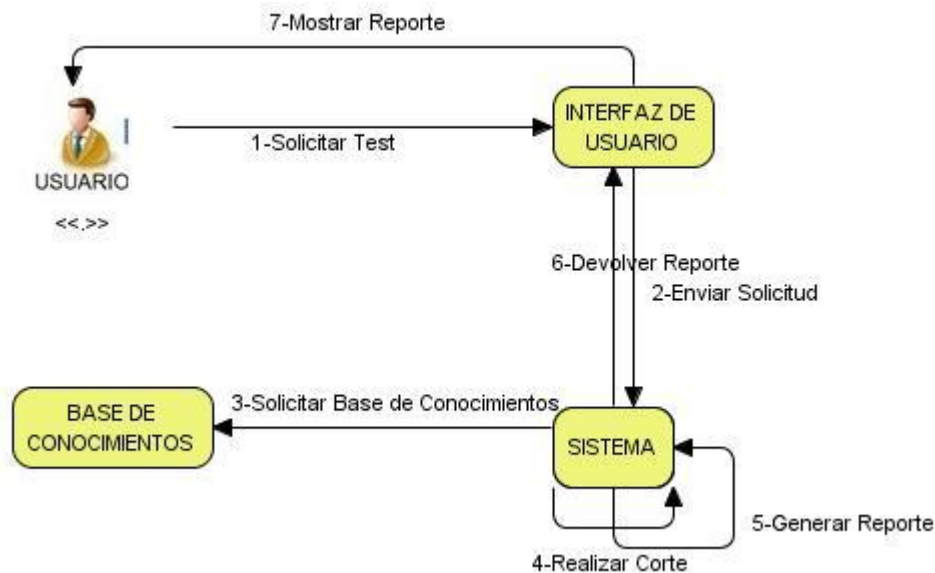 7-Mostrar Reporte
INTERFAZ DE
USUARIO
1-Solicitar Test
USUARIO
<<.>>
6-Devolver Reporte
2-Enviar Solicitud
3-Solicitar Base de Conocimientos
BASE DE
CONOCIMIENTOS
SISTEMA
5-Generar Reporte
4-Realizar Corte